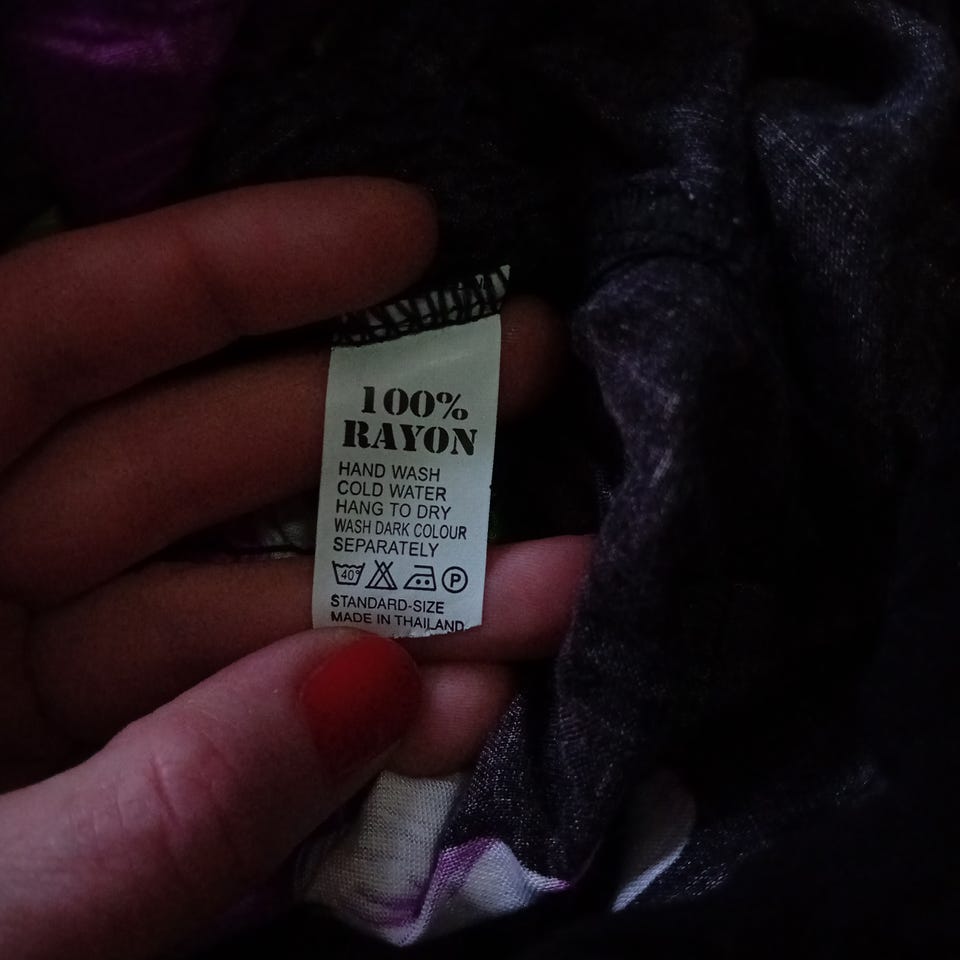 100%
RAYON
HAND WASH
COLD WATER
HANG TO DRY
WASH DARK COLOUR
SEPARATELY
40° P
STANDARD-SIZE
MADE IN THAILAND